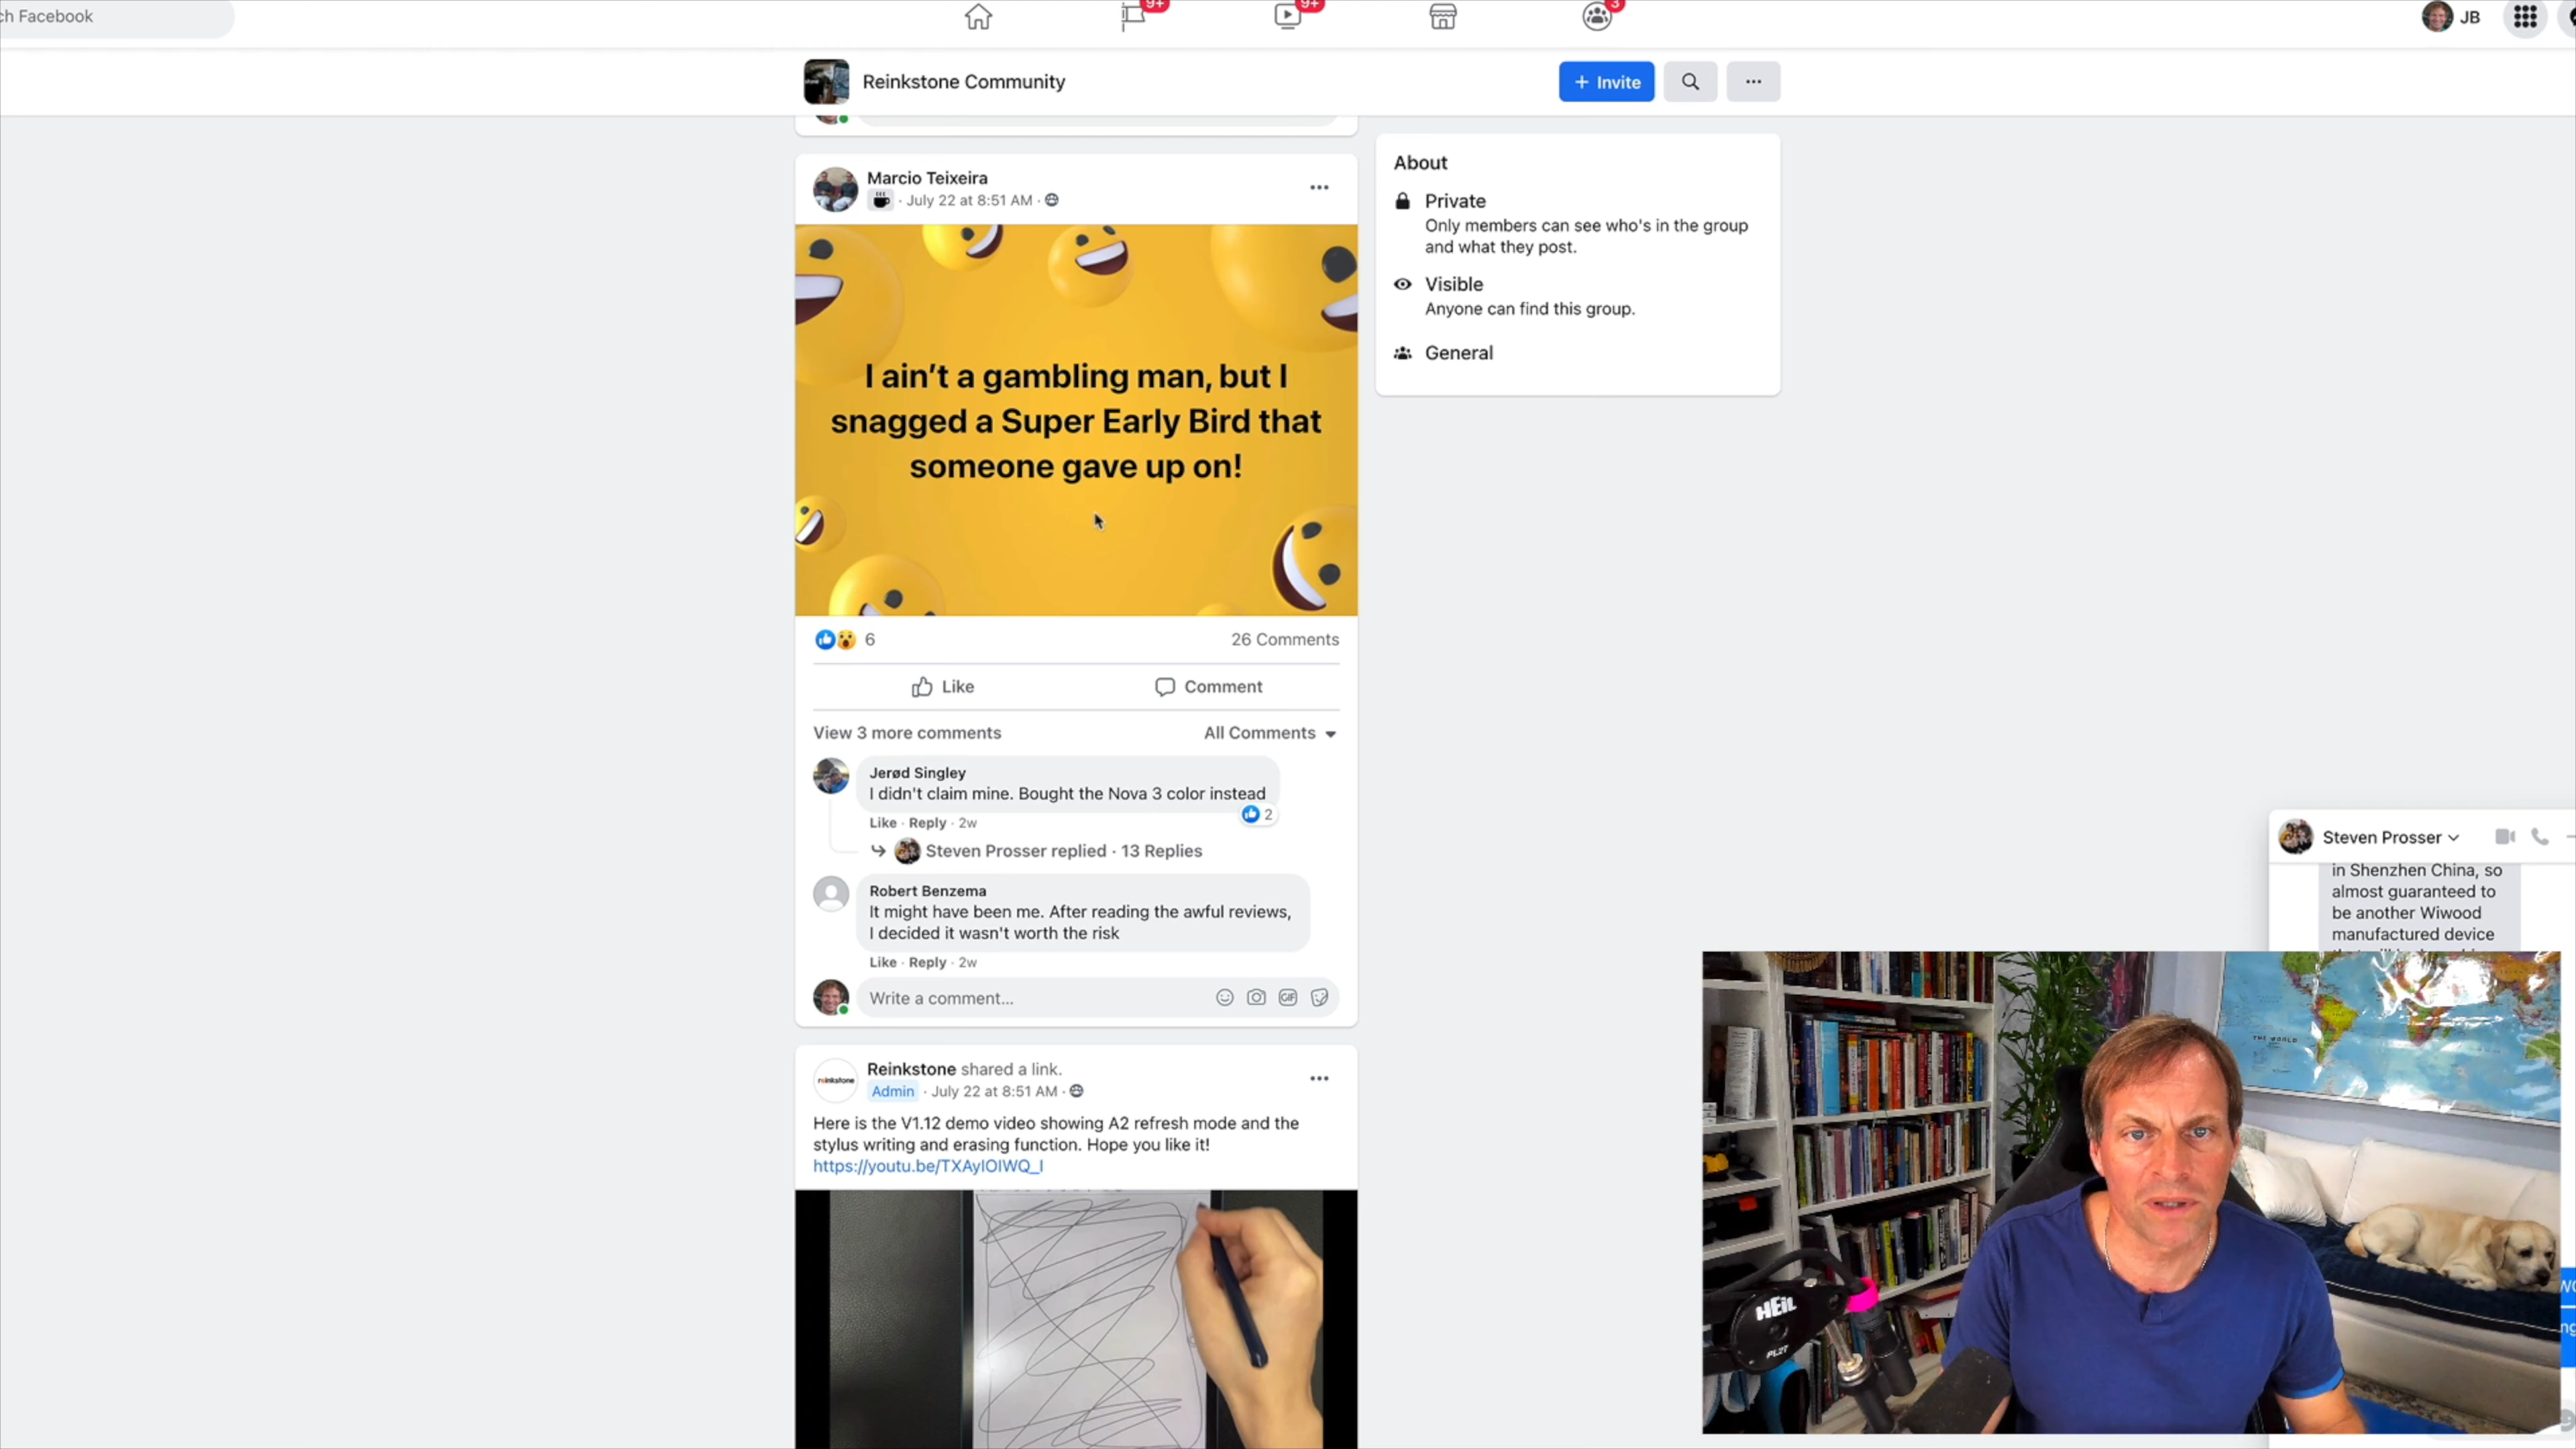 ch Facebook
9+
9+
3
JB
Reinkstone Community
+ Invite
Marcio Teixeira
· July 22 at 8:51 AM ·
I ain't a gambling man, but I
snagged a Super Early Bird that
someone gave up on!
6
26 Comments
Like
Comment
View 3 more comments
All Comments
Jerød Singley
I didn't claim mine. Bought the Nova 3 color instead
2
Like · Reply · 2w
Steven Prosser replied · 13 Replies
Robert Benzema
It might have been me. After reading the awful reviews,
I decided it wasn't worth the risk
Like · Reply · 2w
Write a comment...
GIF
Reinkstone shared a link.
reinkstone
Admin · July 22 at 8:51 AM ·
Here is the V1.12 demo video showing A2 refresh mode and the
stylus writing and erasing function. Hope you like it!
https://youtu.be/TXAyIOIWQ_I
About
Private
Only members can see who's in the group
and what they post.
Visible
Anyone can find this group.
General
Steven Prosser
in Shenzhen China, so
almost guaranteed to
be another Wiwood
manufactured device
THE WORLD
HEiL
PL2T